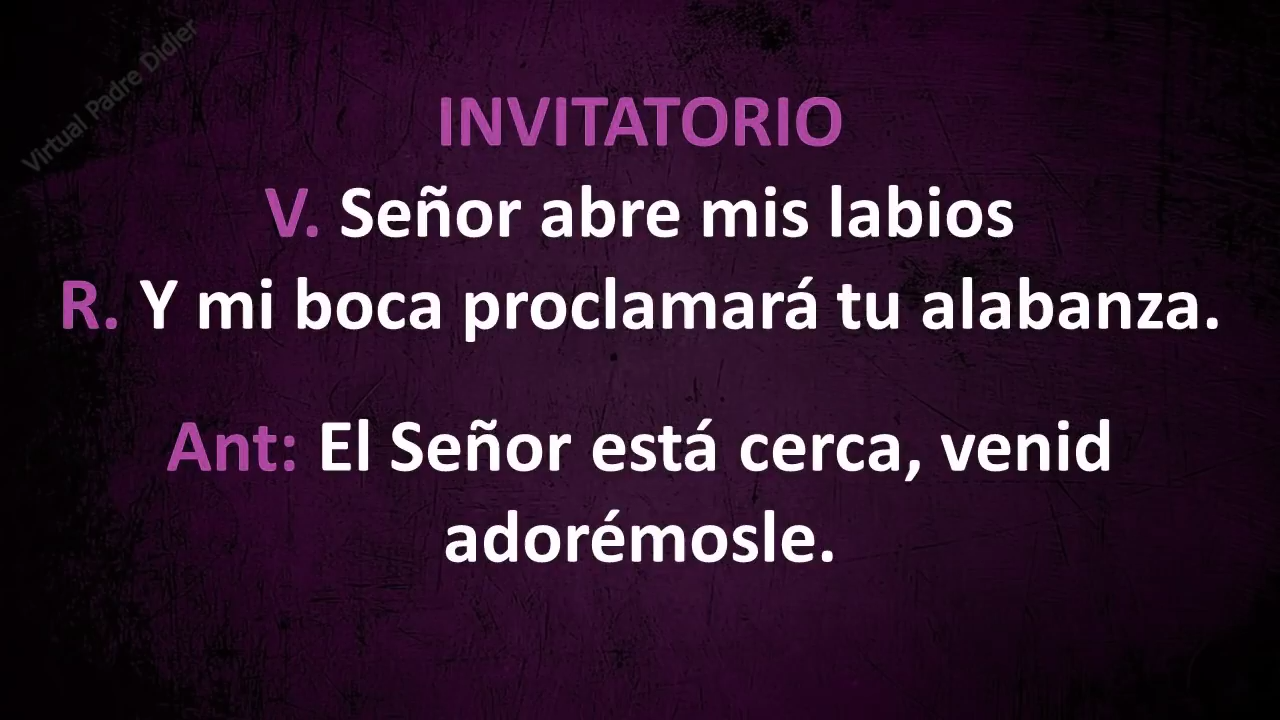 Virtual Padre Didier
INVITATORIO
V. Señor abre mis labios
R. Y mi boca proclamará tu alabanza.
Ant: El Señor está cerca, venid
adorémosle.